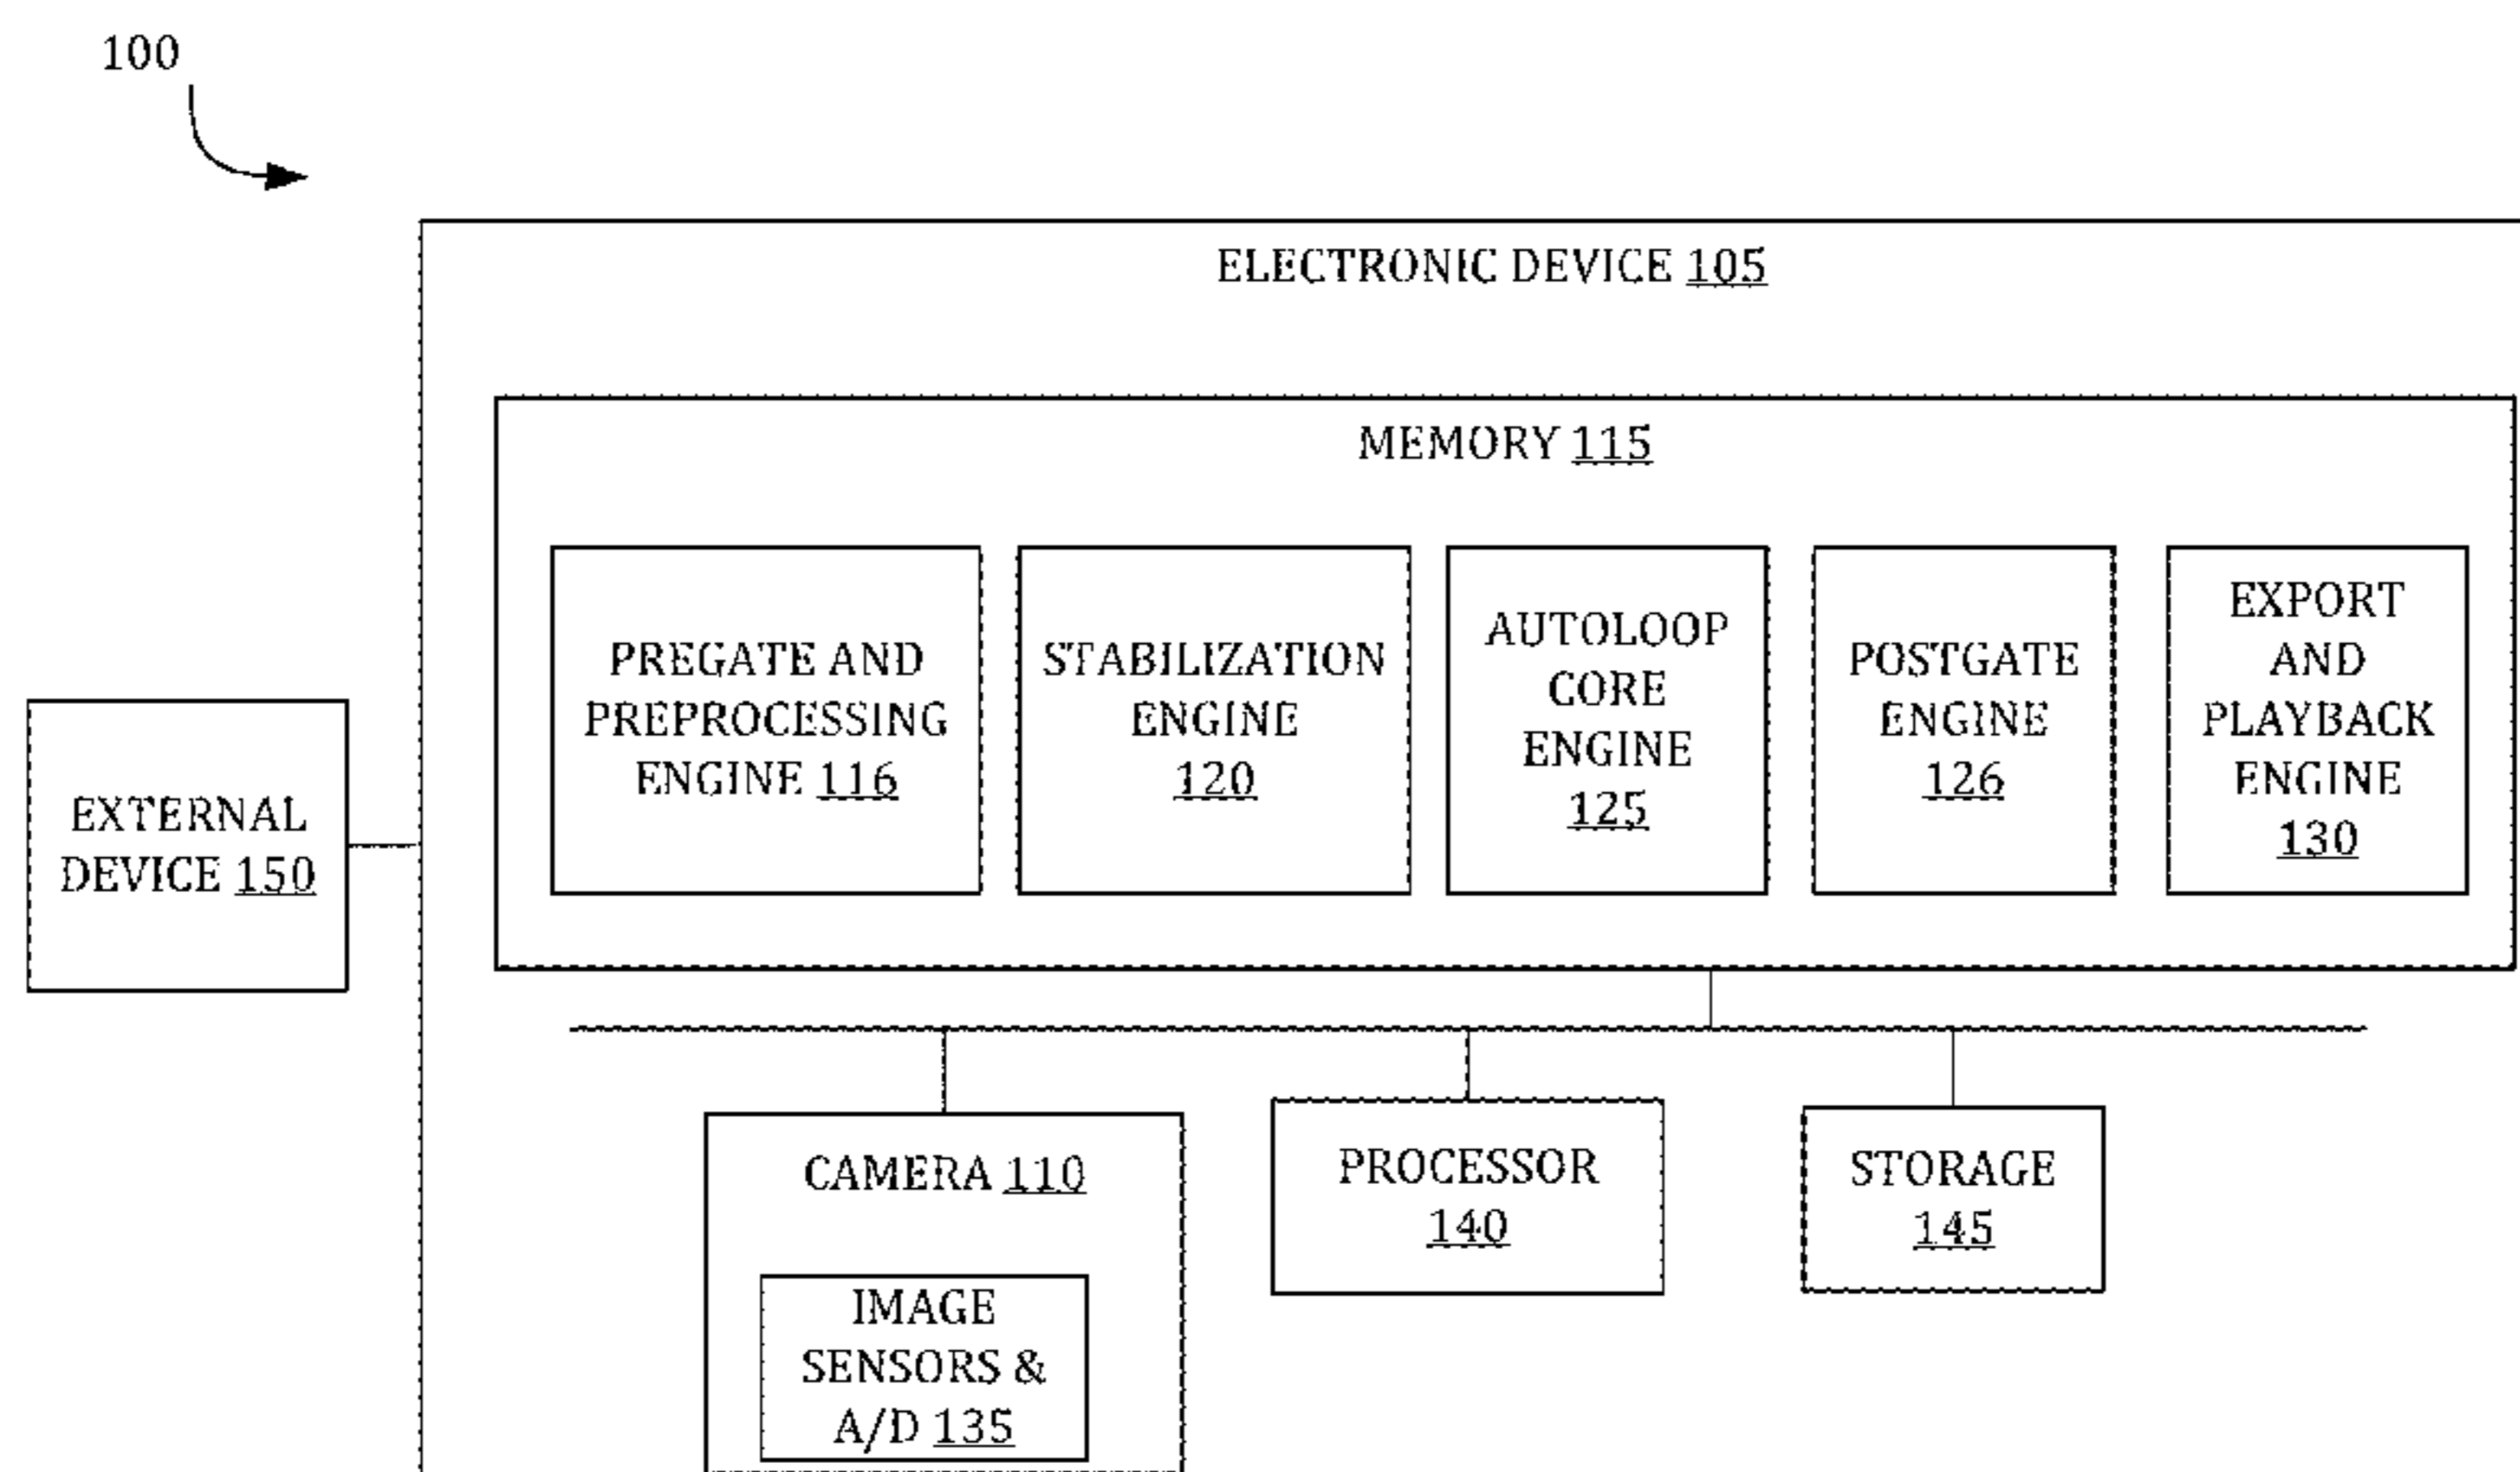 100
ELECTRONIC DEVICE 105
MEMORY 115
PREGATE AND
PREPROCESSING
ENGINE 116
STABILIZATION
ENGINE
120
AUTOLOOP
CORE
ENGINE
125
POSTGATE
ENGINE
126
EXPORT
AND
PLAYBACK
ENGINE
130
EXTERNAL
DEVICE 150
CAMERA 110
IMAGE
SENSORS &
A/D 135
PROCESSOR
140
STORAGE
145